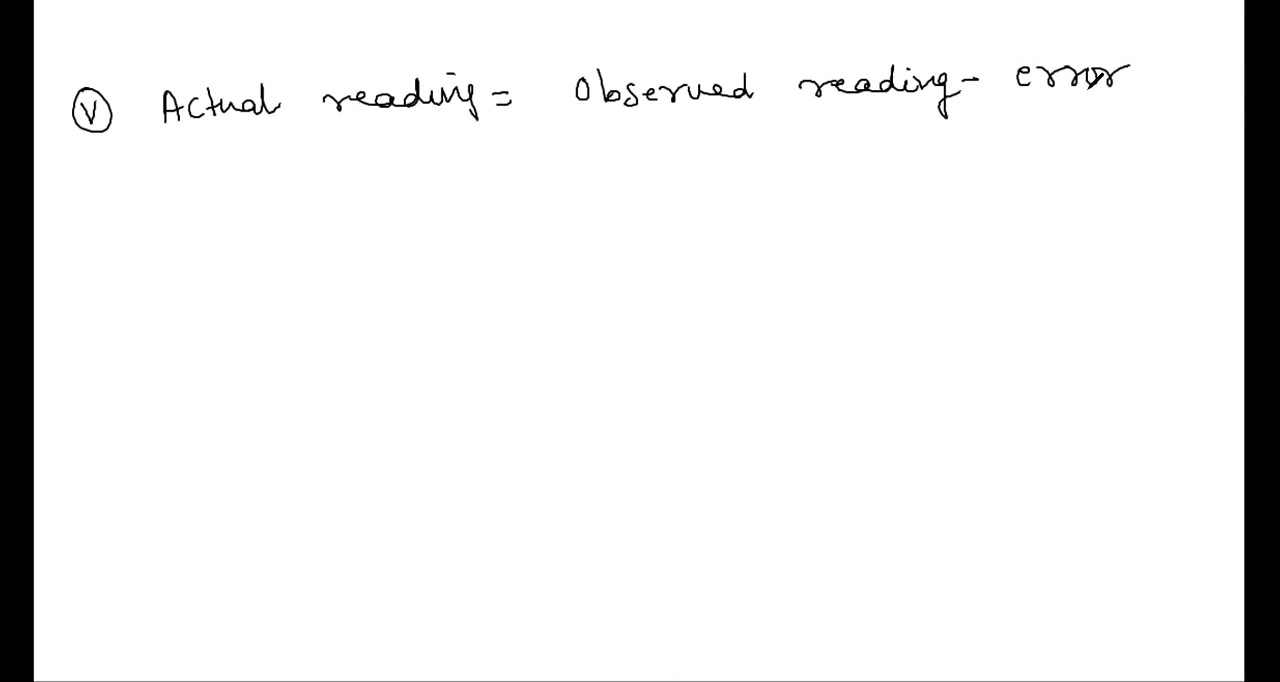 (V) Actual reading = Observed reading - error